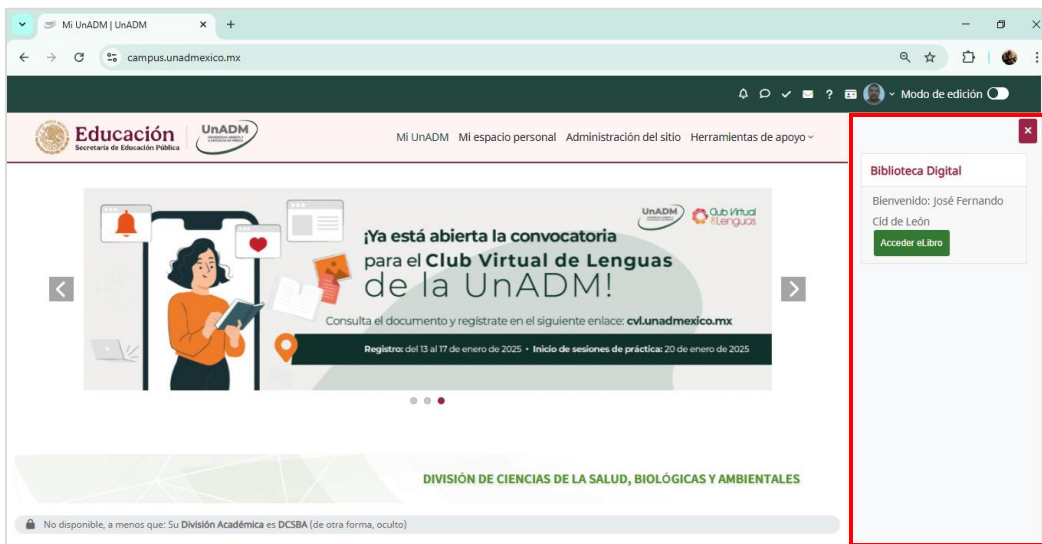 Mi UnADM | UnADM
campus.unadmexico.mx
Modo de edición
Educación
Secretaría de Educación Pública
UnADM
Mi UnADM Mi espacio personal Administración del sitio Herramientas de apoyo
Biblioteca Digital
Bienvenido: José Fernando
Cid de León
Acceder eLibro
UnADM
Club Virtual
de Lenguas
¡Ya está abierta la convocatoria
para el Club Virtual de Lenguas
de la UnADM!
Consulta el documento y regístrate en el siguiente enlace: cvl.unadmexico.mx
Registro: del 13 al 17 de enero de 2025 • Inicio de sesiones de práctica: 20 de enero de 2025
DIVISIÓN DE CIENCIAS DE LA SALUD, BIOLÓGICAS Y AMBIENTALES
No disponible, a menos que: Su División Académica es DCSBA (de otra forma, oculto)